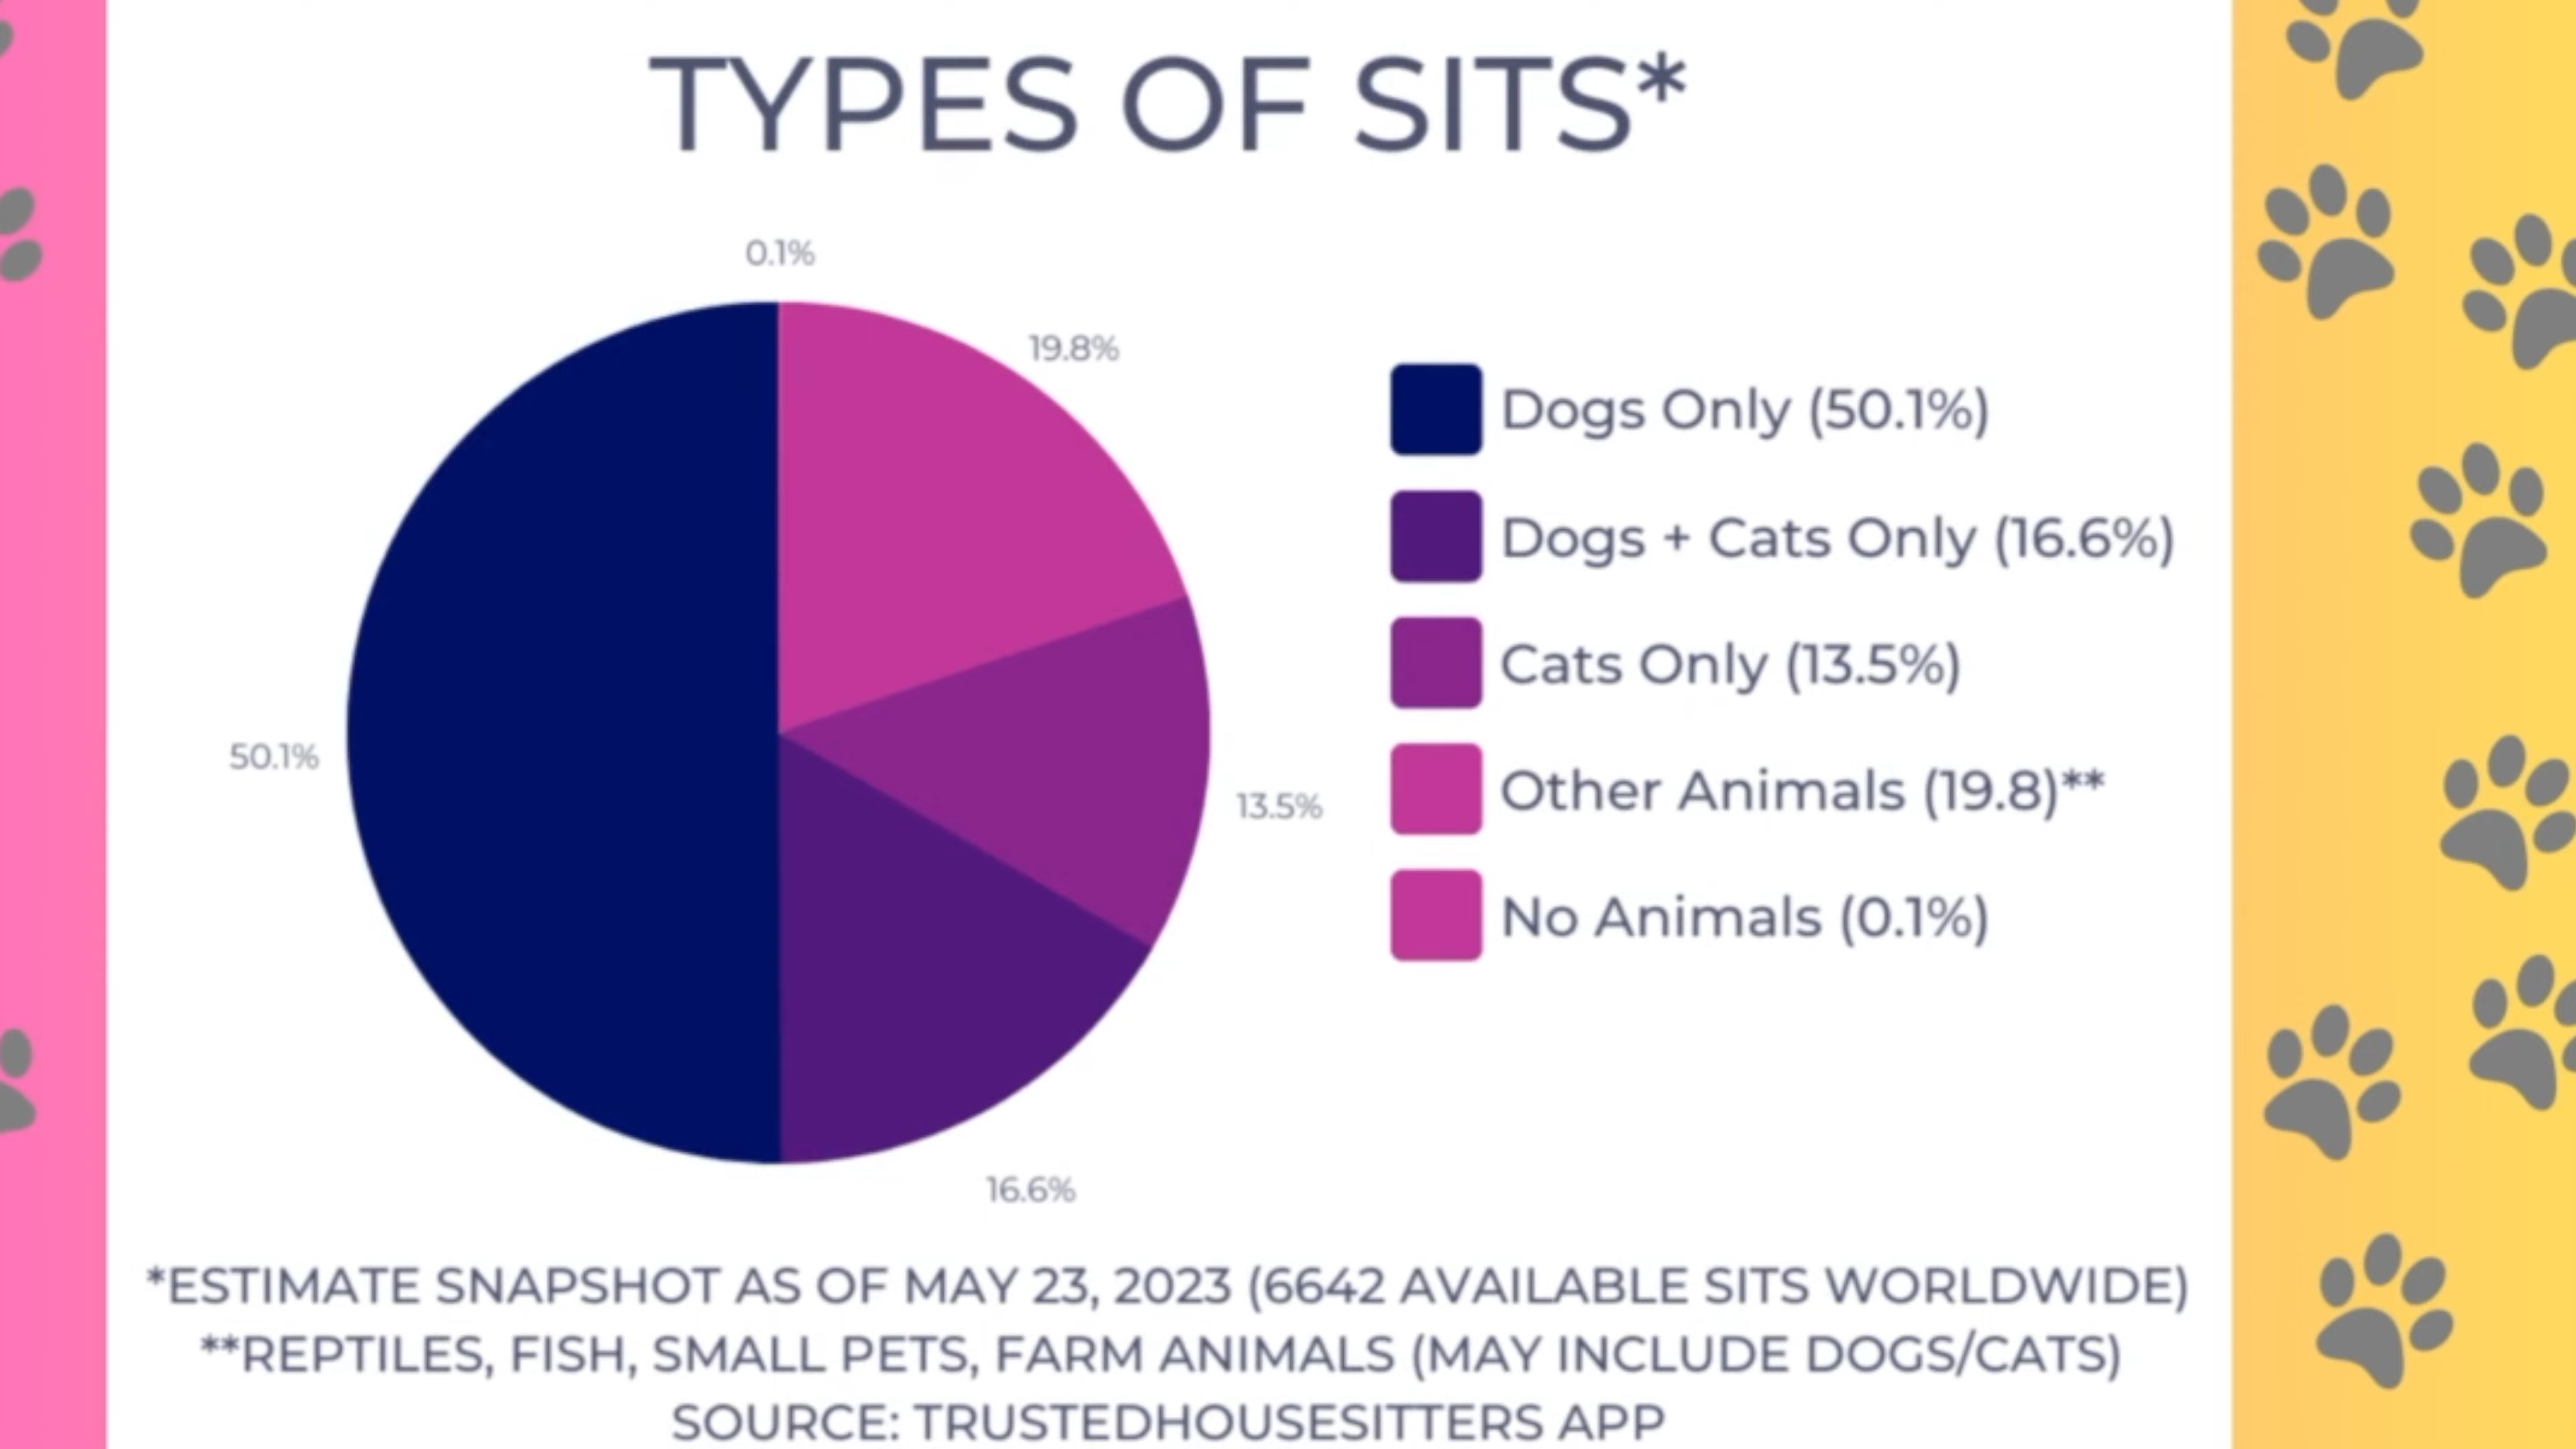 TYPES OF SITS*
0.1%
19.8%
50.1%
13.5%
16.6%
Dogs Only (50.1%)
Dogs + Cats Only (16.6%)
Cats Only (13.5%)
Other Animals (19.8)**
No Animals (0.1%)
*ESTIMATE SNAPSHOT AS OF MAY 23, 2023 (6642 AVAILABLE SITS WORLDWIDE)
**REPTILES, FISH, SMALL PETS, FARM ANIMALS (MAY INCLUDE DOGS/CATS)
SOURCE: TRUSTEDHOUSESITTERS APP